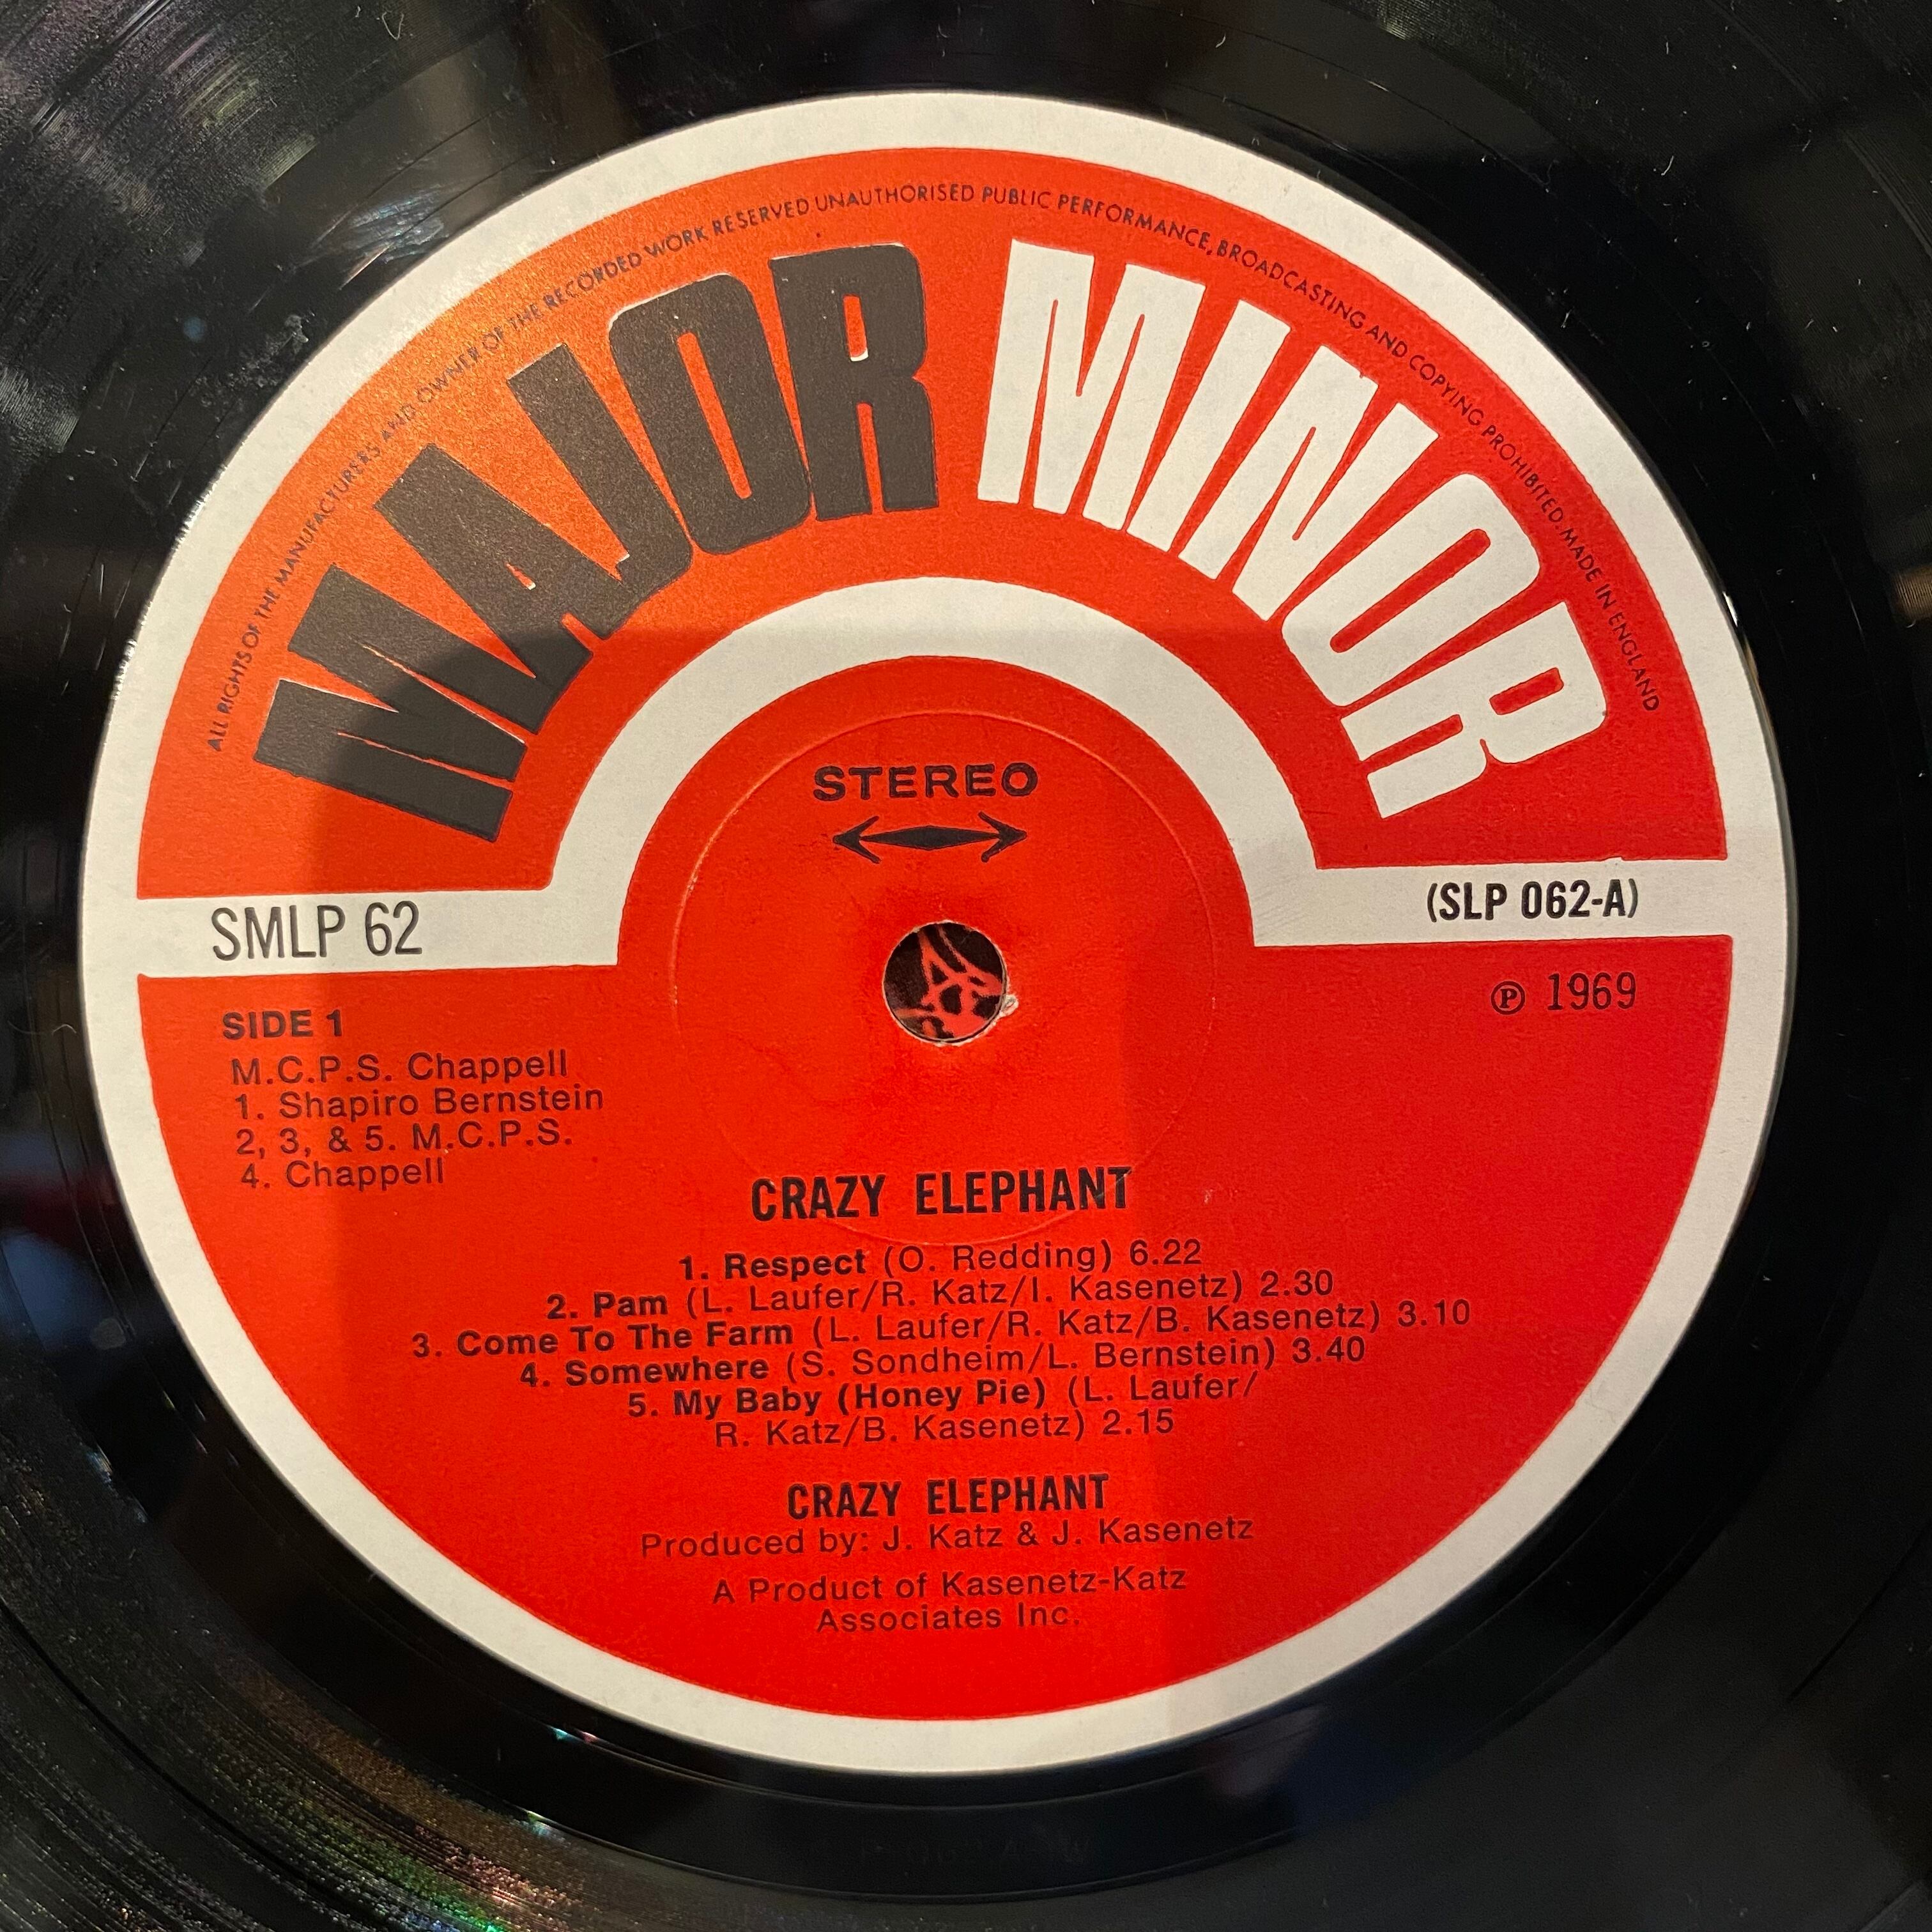 ALL RIGHTS OF THE MANUFACTURERS AND OWNER OF THE RECORDED WORK RESERVED UNAUTHORISED PUBLIC PERFORMANCE, BROADCASTING AND COPYING PROHIBITED. MADE IN ENGLAND
MAJOR MINOR
STEREO
SMLP 62
(SLP 062-A)
℗ 1969
SIDE 1
M.C.P.S. Chappell
1. Shapiro Bernstein
2, 3, & 5. M.C.P.S.
4. Chappell
CRAZY ELEPHANT
1. Respect (O. Redding) 6.22
2. Pam (L. Laufer/R. Katz/I. Kasenetz) 2.30
3. Come To The Farm (L. Laufer/R. Katz/B. Kasenetz) 3.10
4. Somewhere (S. Sondheim/L. Bernstein) 3.40
5. My Baby (Honey Pie) (L. Laufer/
R. Katz/B. Kasenetz) 2.15
CRAZY ELEPHANT
Produced by: J. Katz & J. Kasenetz
A Product of Kasenetz-Katz
Associates Inc.